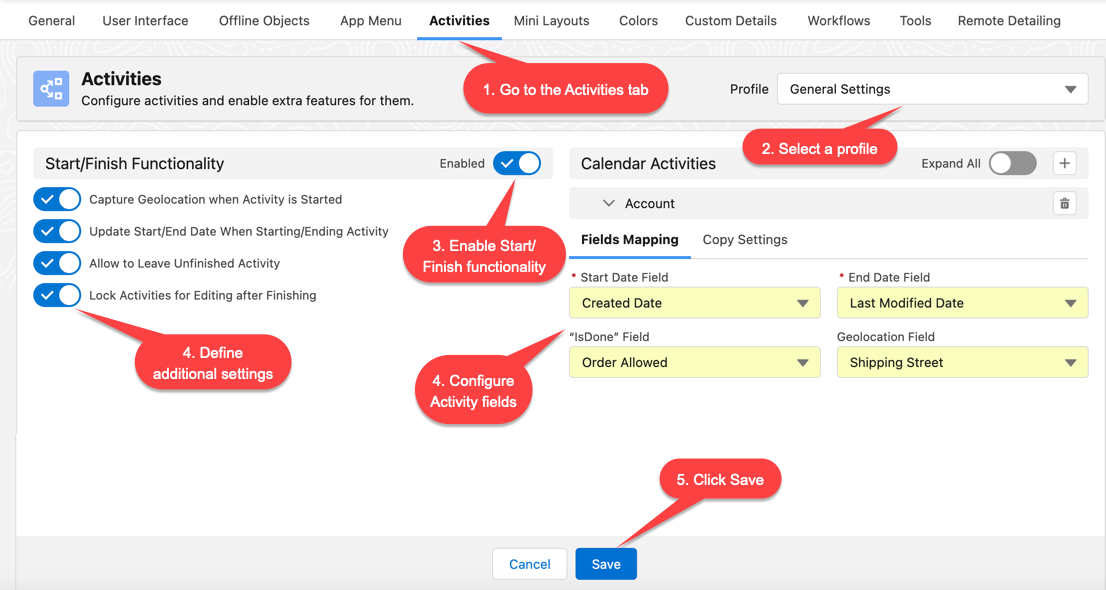 General User Interface Offline Objects App Menu Activities Mini Layouts Colors Custom Details Workflows Tools Remote Detailing
Activities
Configure activities and enable extra features for them.
1. Go to the Activities tab
Profile General Settings
2. Select a profile
Start/Finish Functionality Enabled
Capture Geolocation when Activity is Started
Update Start/End Date When Starting/Ending Activity
Allow to Leave Unfinished Activity
Lock Activities for Editing after Finishing
3. Enable Start/
Finish functionality
4. Define
additional settings
Calendar Activities Expand All
Account
Fields Mapping Copy Settings
* Start Date Field * End Date Field
Created Date Last Modified Date
“IsDone” Field Geolocation Field
Order Allowed Shipping Street
4. Configure
Activity fields
5. Click Save
Cancel Save